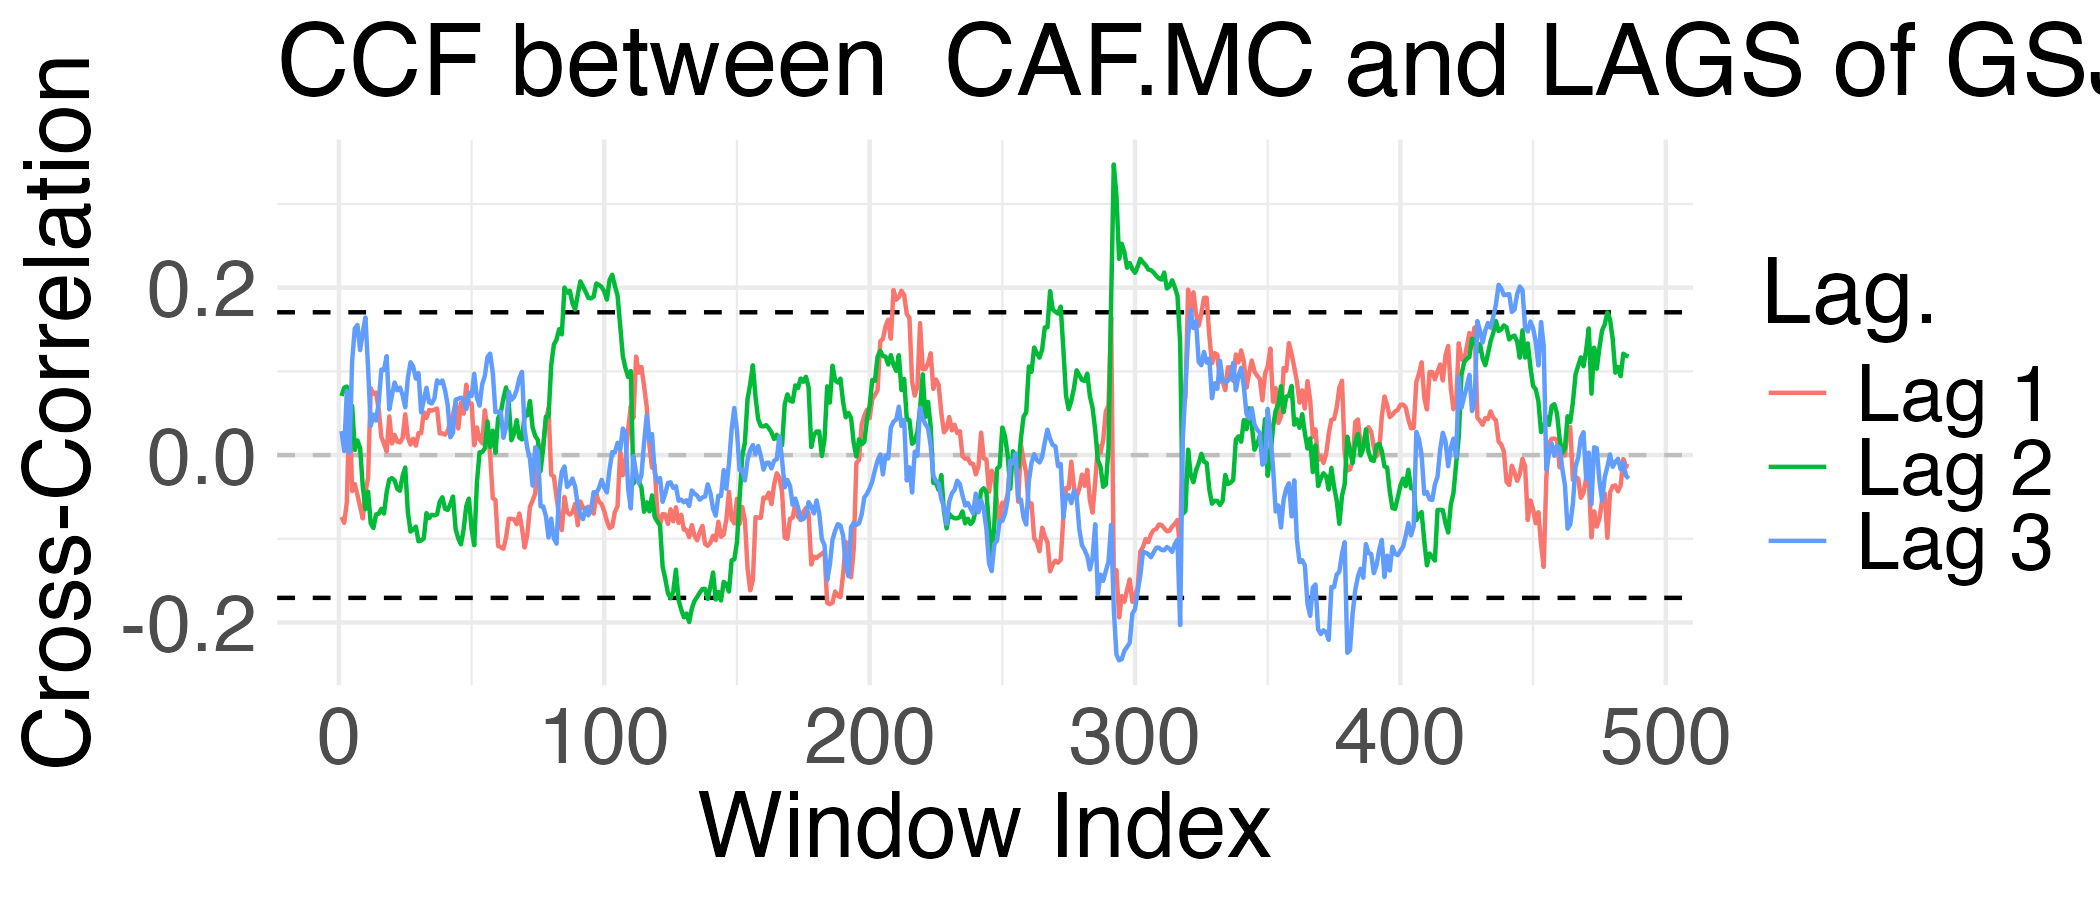 CCF between  CAF.MC and LAGS of GSJ
Cross-Correlation
0.2
0.0
-0.2
0 100 200 300 400 500
Window Index
Lag.
Lag 1
Lag 2
Lag 3